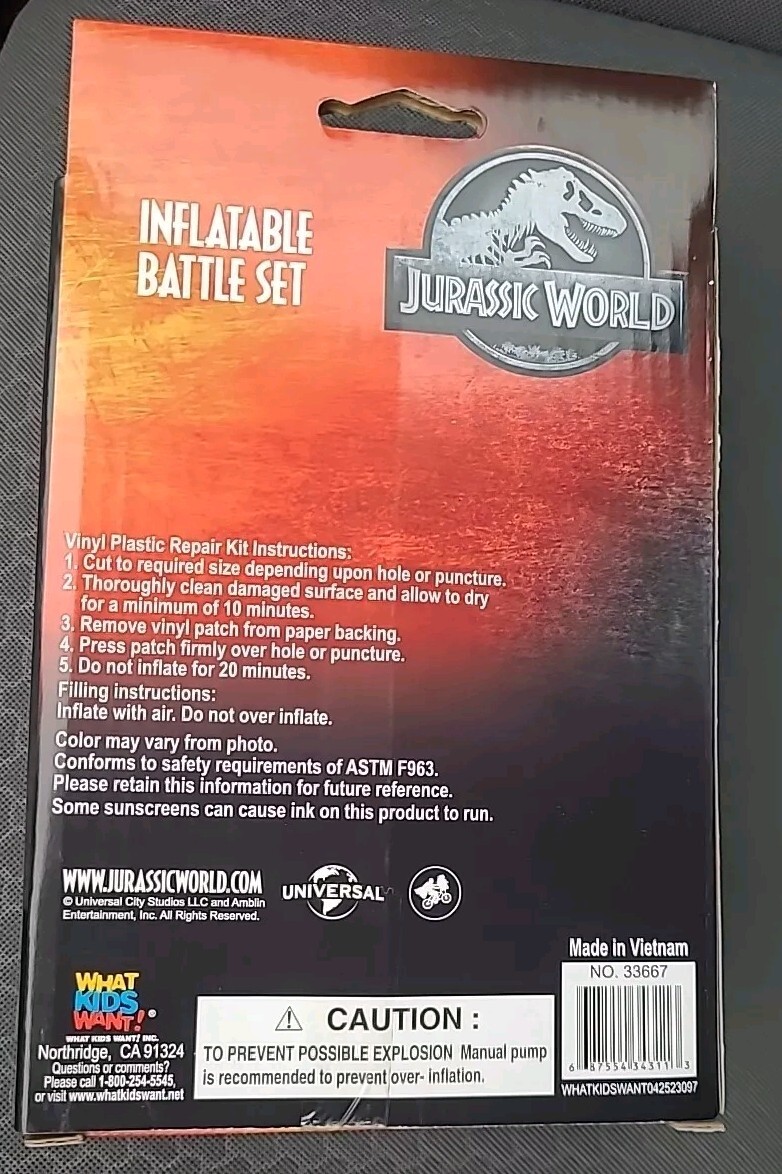 INFLATABLE
BATTLE SET
JURASSIC WORLD
Vinyl Plastic Repair Kit Instructions:
1. Cut to required size depending upon hole or puncture.
2. Thoroughly clean damaged surface and allow to dry
for a minimum of 10 minutes.
3. Remove vinyl patch from paper backing.
4. Press patch firmly over hole or puncture.
5. Do not inflate for 20 minutes.
Filling instructions:
Inflate with air. Do not over inflate.
Color may vary from photo.
Conforms to safety requirements of ASTM F963.
Please retain this information for future reference.
Some sunscreens can cause ink on this product to run.
WWW.JURASSICWORLD.COM
© Universal City Studios LLC and Amblin
Entertainment, Inc. All Rights Reserved.
UNIVERSAL
WHAT
KIDS
WANT!®
WHAT KIDS WANT! INC.
Northridge, CA 91324
Questions or comments?
Please call 1-800-254-5545,
or visit www.whatkidswant.net
⚠ CAUTION :
TO PREVENT POSSIBLE EXPLOSION Manual pump
is recommended to prevent over- inflation.
Made in Vietnam
NO. 33667
6 87554 34311 3
WHATKIDSWANT042523097